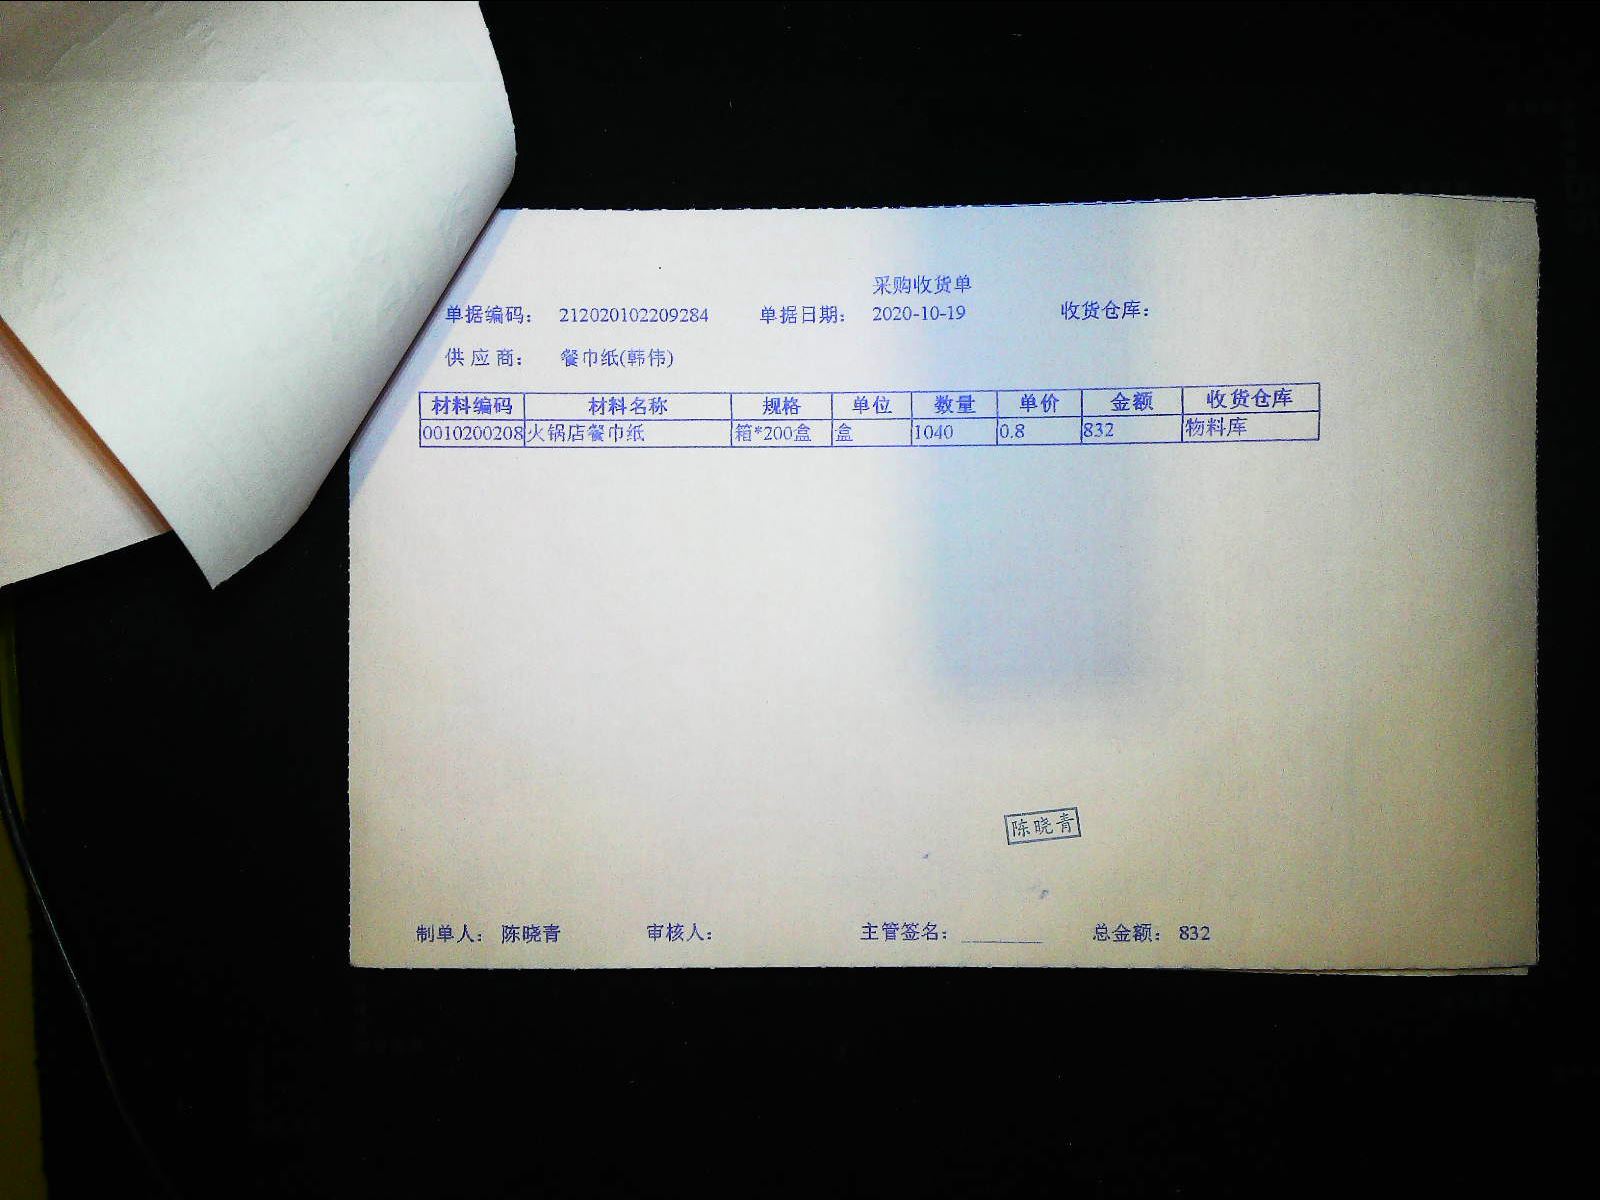 采购收货单
单据编码： 212020102209284 单据日期： 2020-10-19 收货仓库：
供应商： 餐巾纸(韩伟)
材料编码 材料名称 规格 单位 数量 单价 金额 收货仓库
0010200208 火锅店餐巾纸 箱*200盒 盒 1040 0.8 832 物料库
陈晓青
制单人： 陈晓青 审核人： 主管签名： 总金额： 832